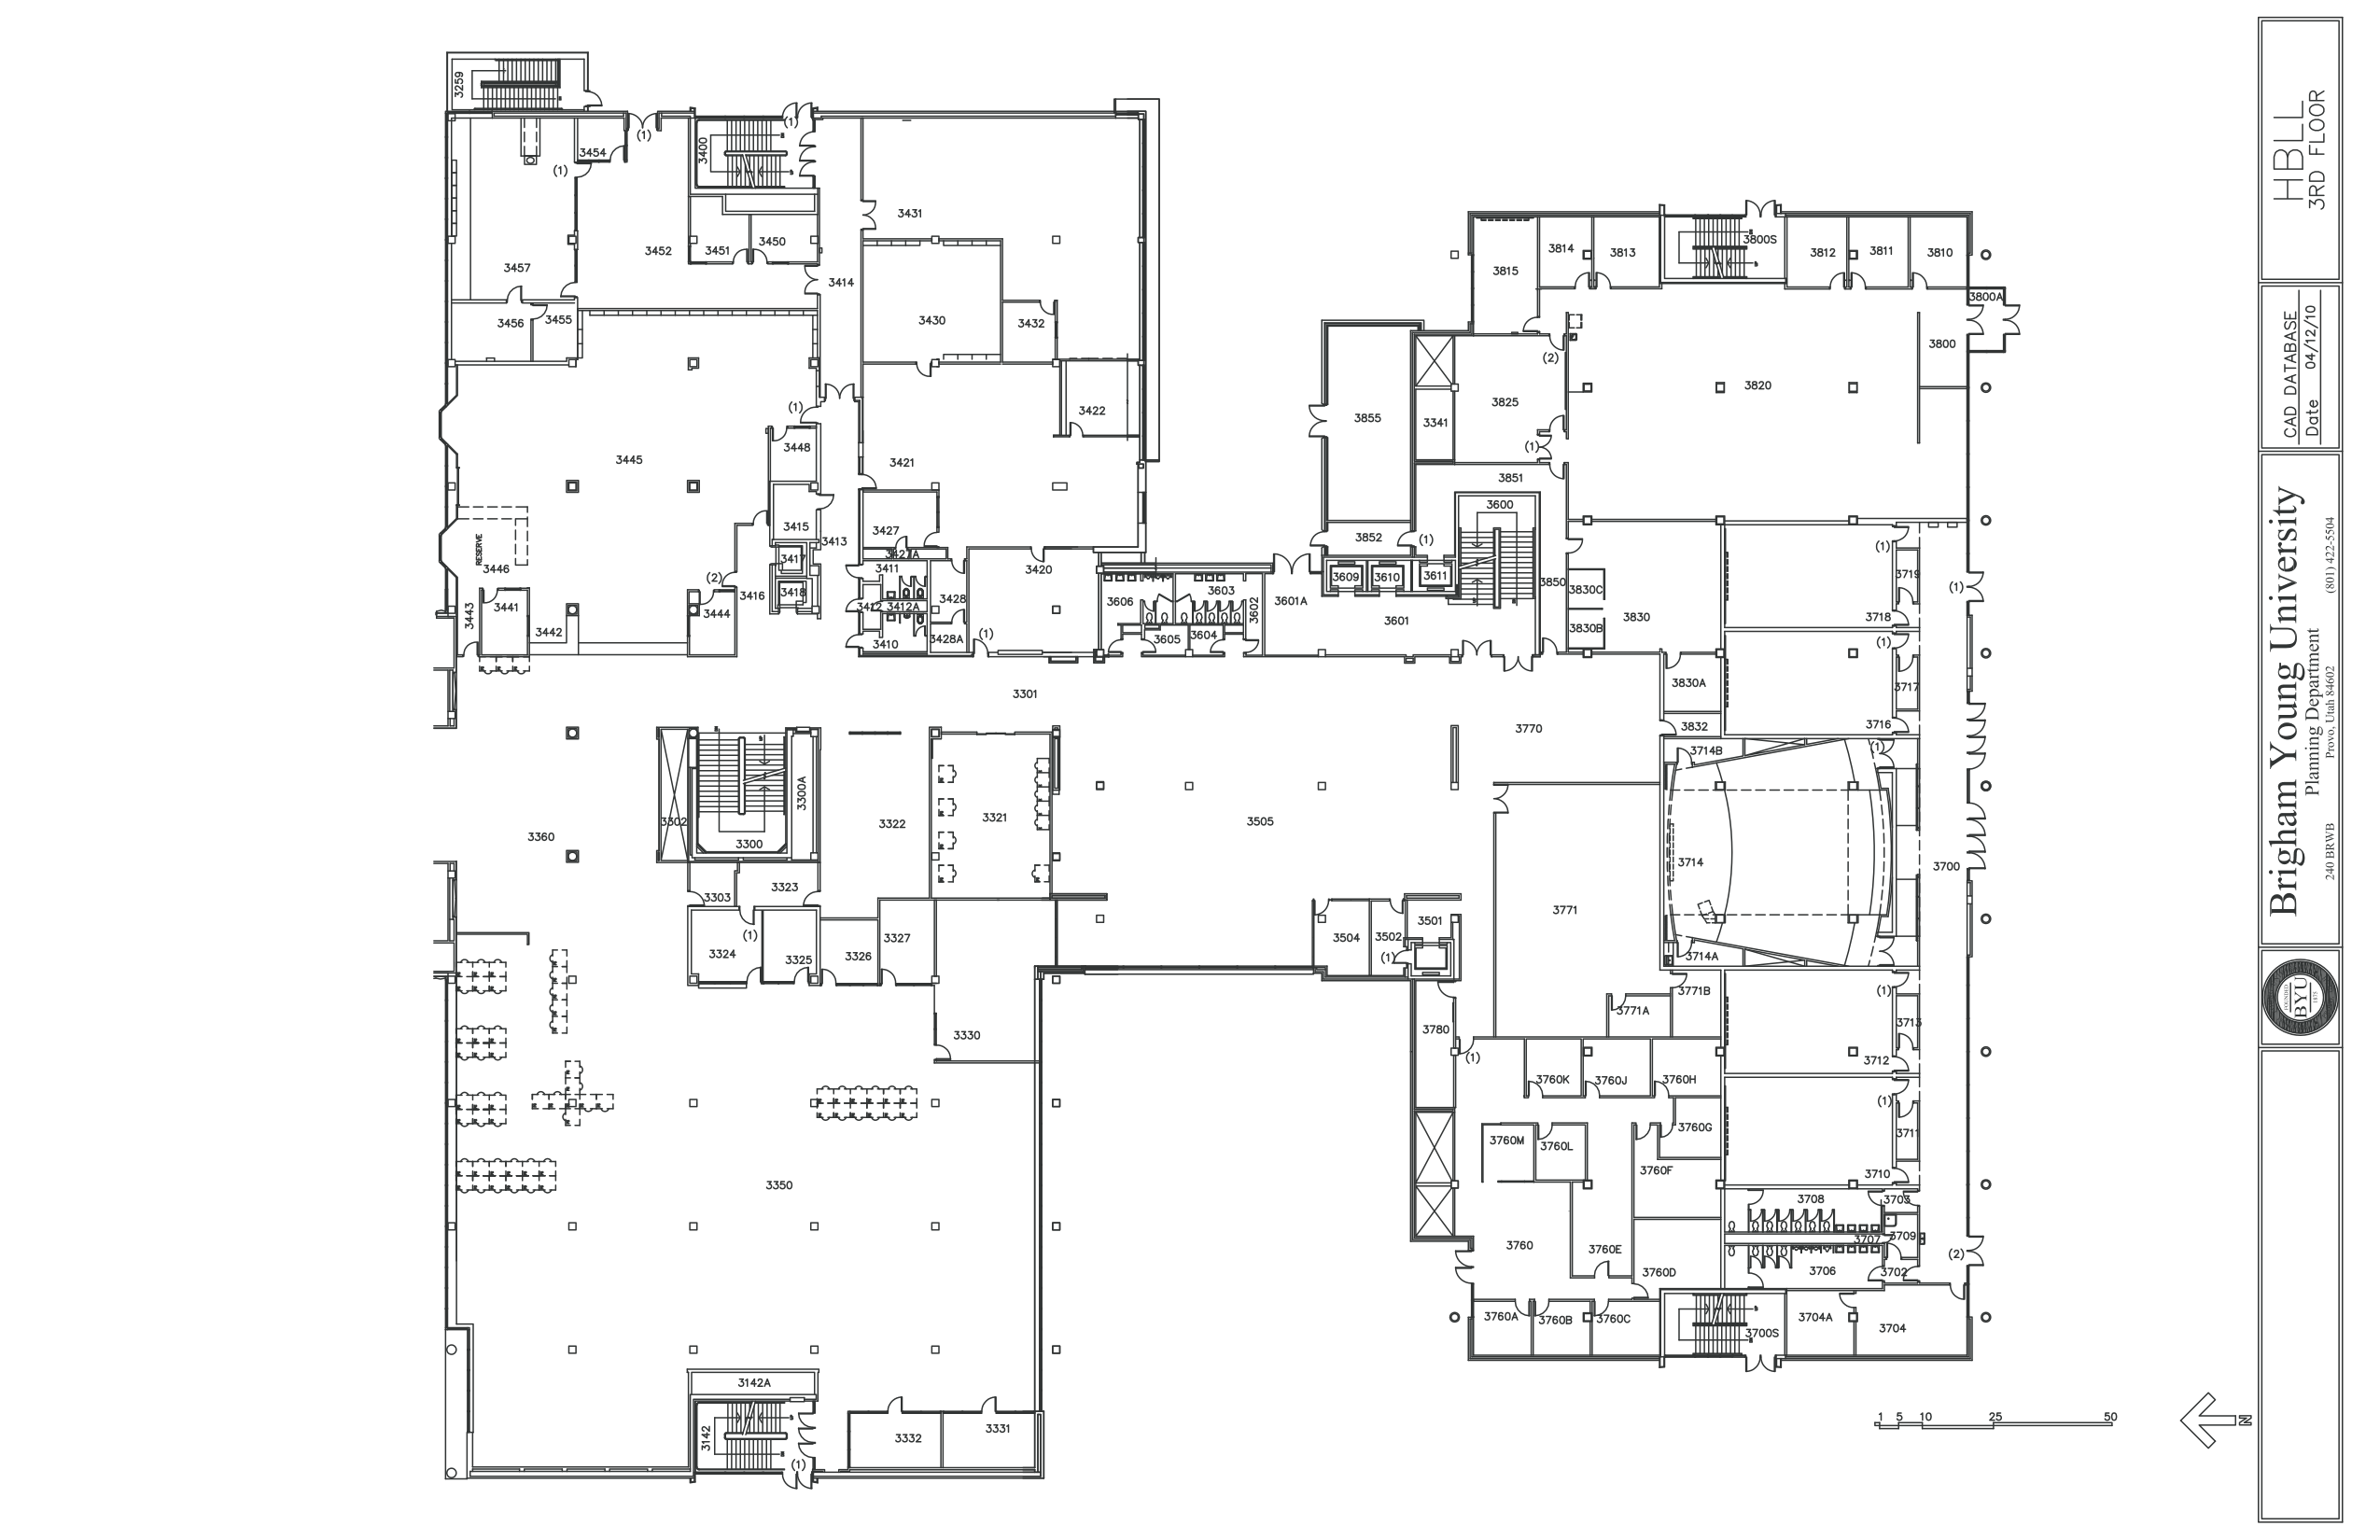 3259
(1)
(1)
3400
3454
(1)
3431
3451
3450
3452
3457
3414
3456
3455
3430
3432
(1)
3422
3448
3445
3421
3415
3427
3413
3427A
3417
RESERVE
3446
3411
3420
(2)
3416
3418
3412
3412A
3428
3443
3441
3442
3444
3410
3428A
(1)
3606
3603
3602
3605
3604
3601A
3601
3609
3610
3611
3815
3814
3813
3800S
3812
3811
3810
3800A
3800
(2)
3820
3855
3341
3825
(1)
3851
3600
3852
(1)
3850
3830C
3830B
3830
(1)
3719
3718
(1)
(1)
3717
3716
3830A
3832
3301
3770
3714B
(1)
3302
3300A
3300
3322
3321
3360
3505
3714
3700
3303
3323
3324
(1)
3325
3326
3327
3771
3504
3502
3501
(1)
3714A
3330
3780
3771A
3771B
(1)
3713
3712
(1)
3760K
3760J
3760H
(1)
3711
3710
3760M
3760L
3760G
3760F
3350
3708
3703
3707
3709
3706
3702
(2)
3760
3760E
3760D
3760A
3760B
3760C
3700S
3704A
3704
3142A
3142
(1)
3332
3331
1 5 10 25 50
N
HBLL
3RD FLOOR
CAD DATABASE
Date 04/12/10
Brigham Young University
Planning Department
240 BRWB Provo, Utah 84602 (801) 422-5504
FOUNDED
BYU
1875